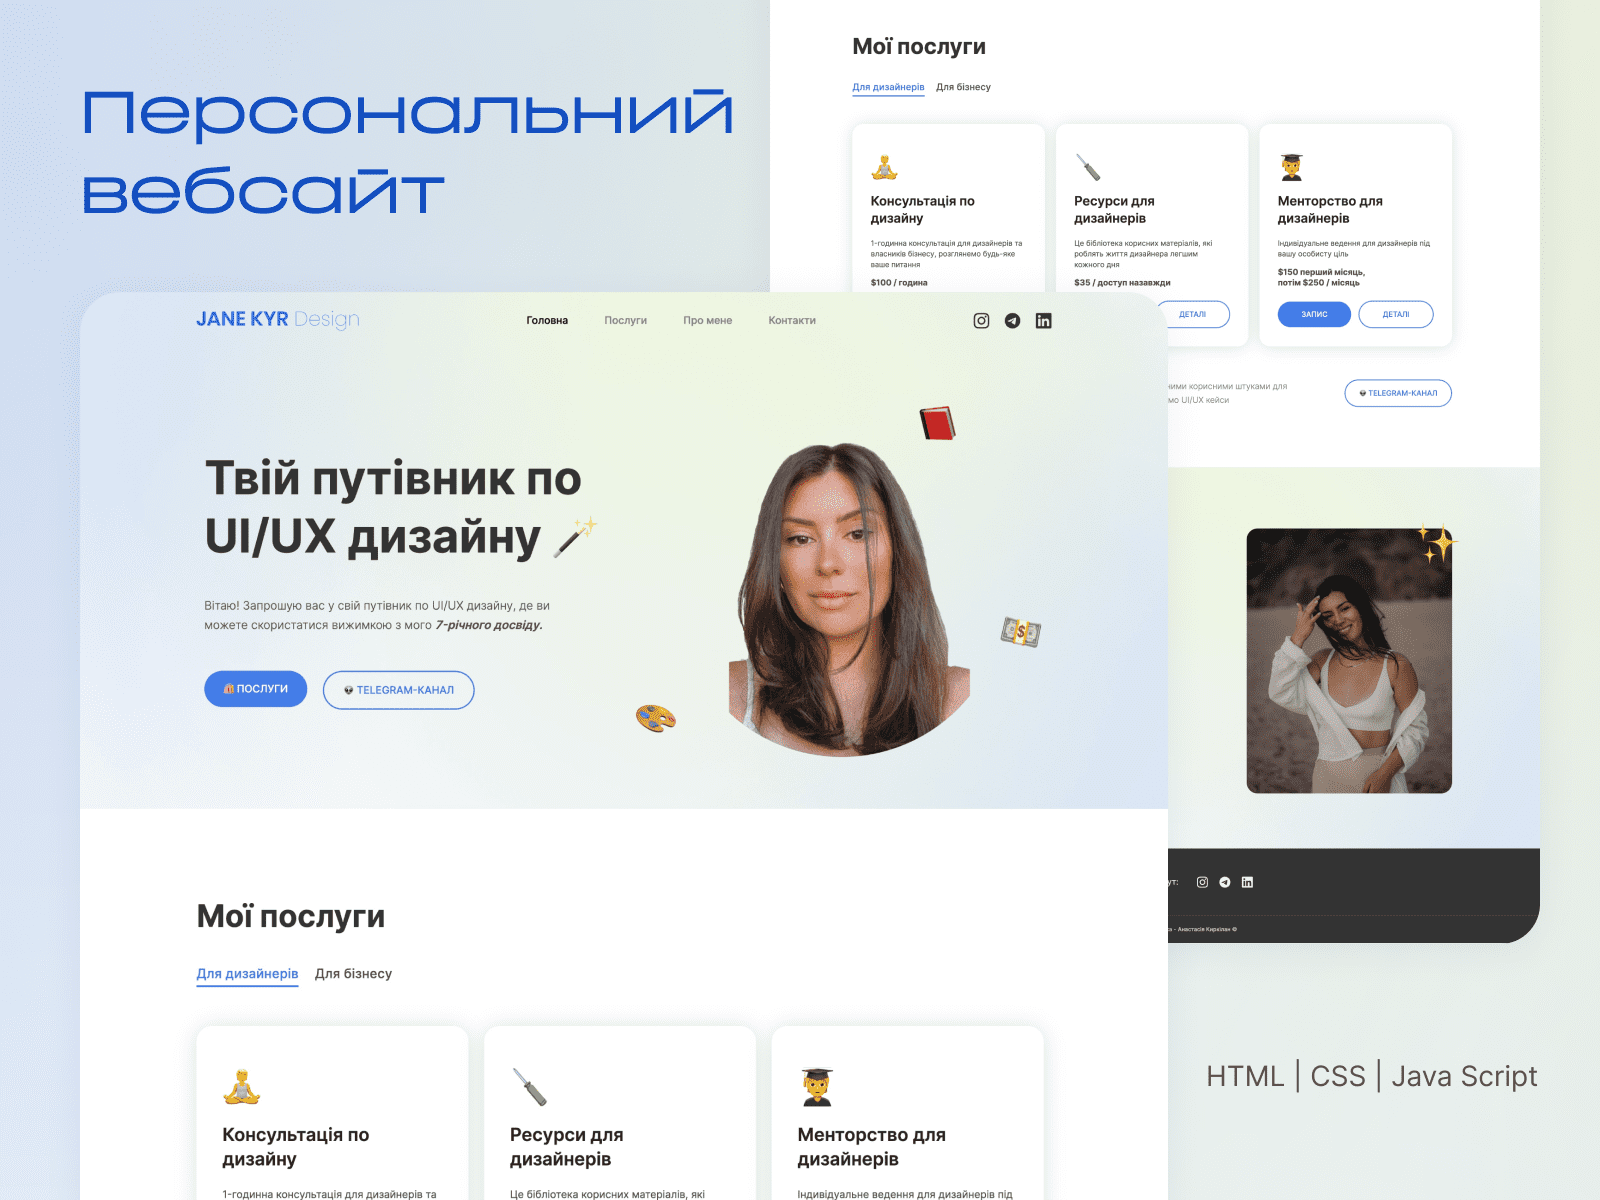 Персональний
вебсайт
Мої послуги
Для дизайнерів Для бізнесу
Консультація по
дизайну
1-годинна консультація для дизайнерів та
власників бізнесу, розглянемо будь-яке
ваше питання
$100 / година
Ресурси для
дизайнерів
Це бібліотека корисних матеріалів, які
роблять життя дизайнера легшим
кожного дня
$35 / доступ назавжди
ДЕТАЛІ
Менторство для
дизайнерів
Індивідуальне ведення для дизайнерів під
вашу особисту ціль
$150 перший місяць,
потім $250 / місяць
ЗАПИС ДЕТАЛІ
ними корисними штуками для
мо UI/UX кейси
TELEGRAM-КАНАЛ
JANE KYR Design
Головна Послуги Про мене Контакти
Твій путівник по
UI/UX дизайну
Вітаю! Запрошую вас у свій путівник по UI/UX дизайну, де ви
можете скористатися вижимкою з мого 7-річного досвіду.
ПОСЛУГИ
TELEGRAM-КАНАЛ
Мої послуги
Для дизайнерів Для бізнесу
Консультація по
дизайну
1-годинна консультація для дизайнерів та
Ресурси для
дизайнерів
Це бібліотека корисних матеріалів, які
Менторство для
дизайнерів
Індивідуальне ведення для дизайнерів під
ут:
- Анастасія Киркілан ©
HTML | CSS | Java Script